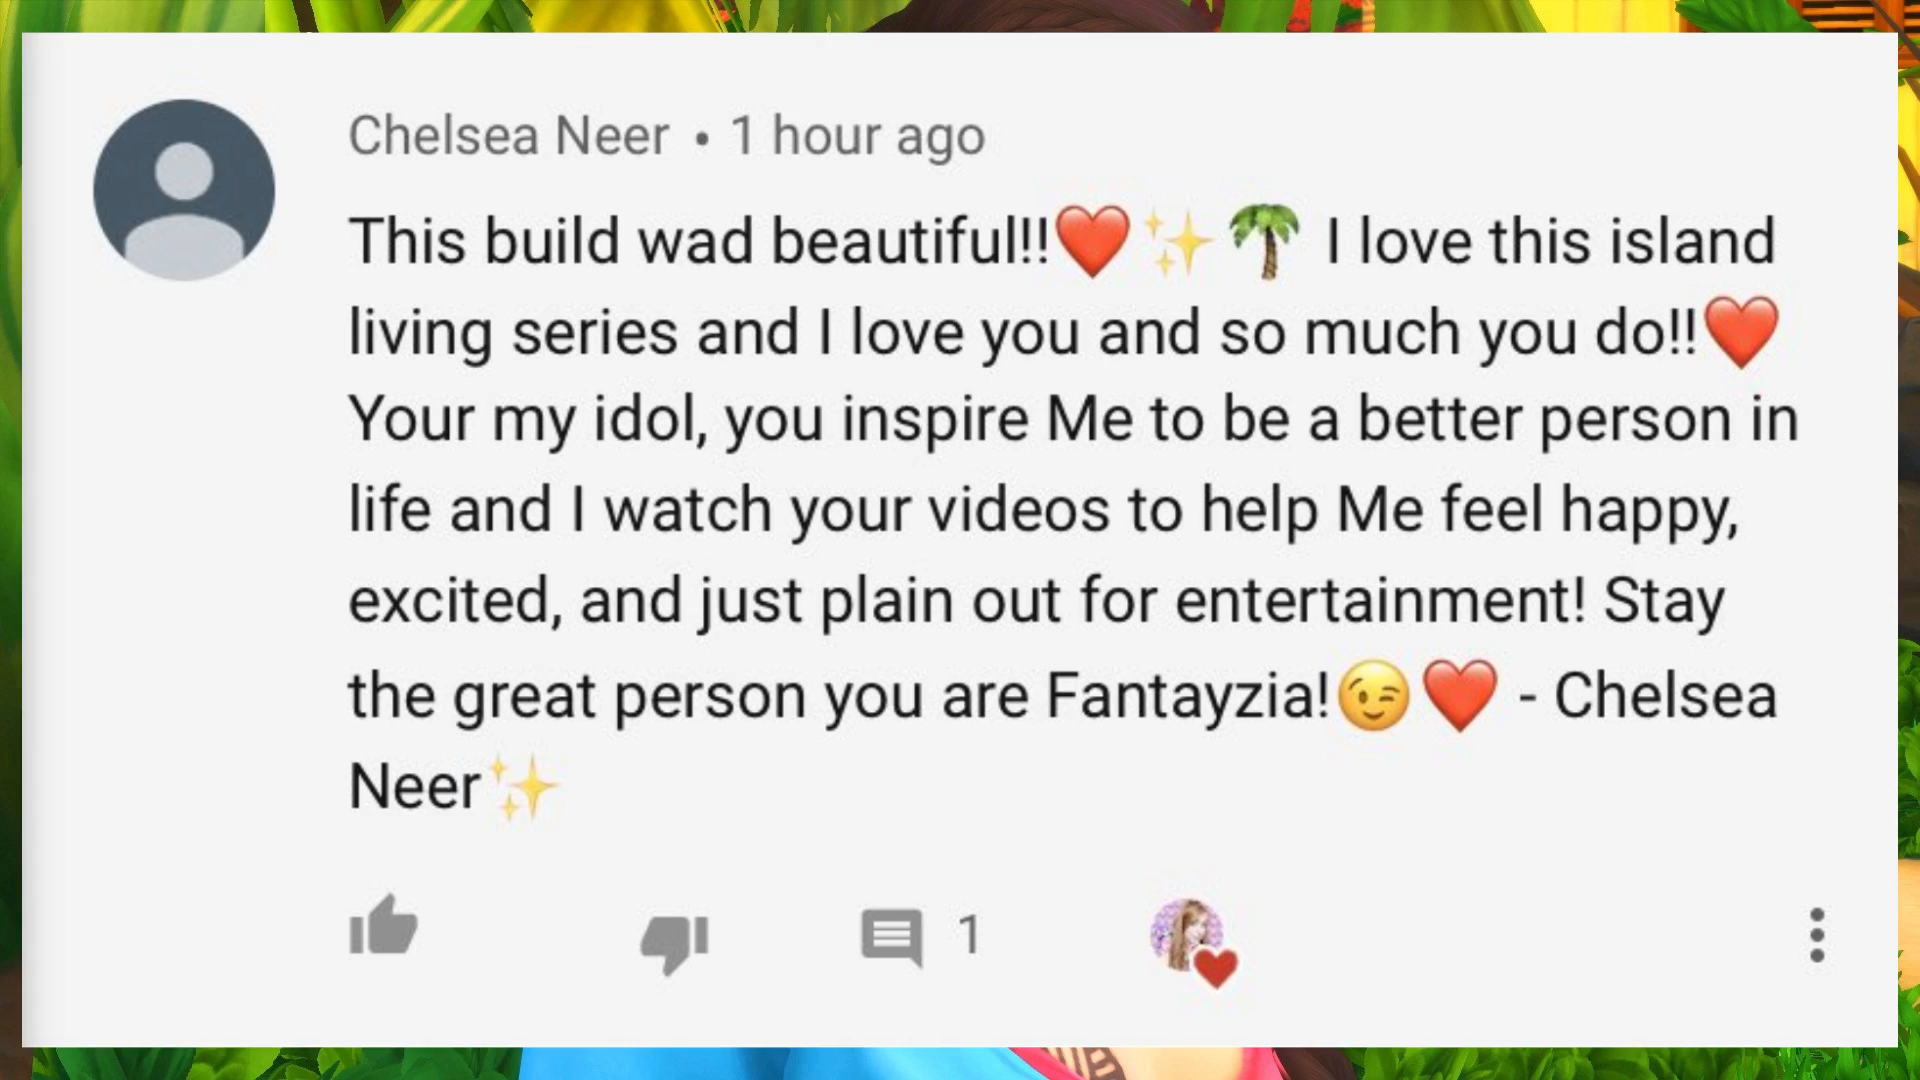 Chelsea Neer • 1 hour ago
This build wad beautiful!!❤️✨🌴 I love this island
living series and I love you and so much you do!!❤️
Your my idol, you inspire Me to be a better person in
life and I watch your videos to help Me feel happy,
excited, and just plain out for entertainment! Stay
the great person you are Fantayzia!😉❤️ - Chelsea
Neer✨
1